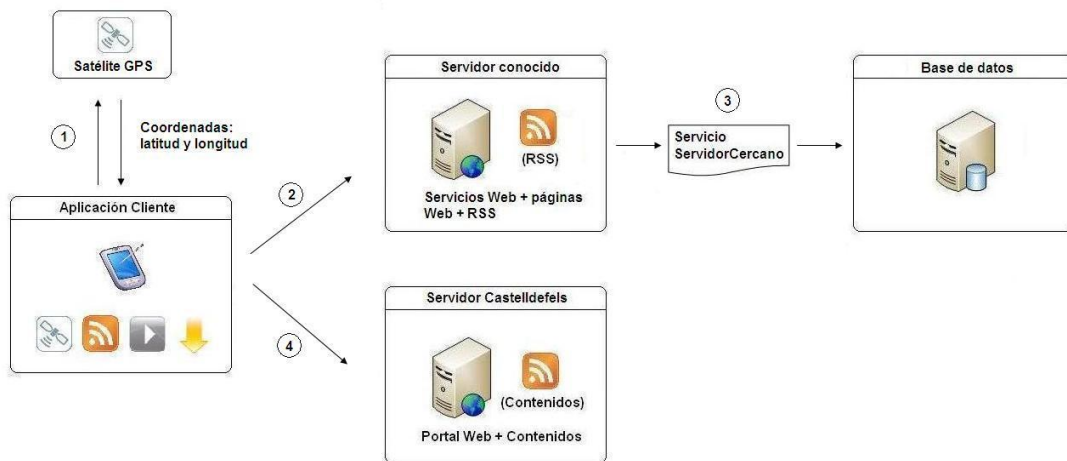 Satélite GPS
1
Coordenadas:
latitud y longitud
Aplicación Cliente
2
Servidor conocido
(RSS)
Servicios Web + páginas
Web + RSS
3
Servicio
ServidorCercano
Base de datos
4
Servidor Castelldefels
(Contenidos)
Portal Web + Contenidos